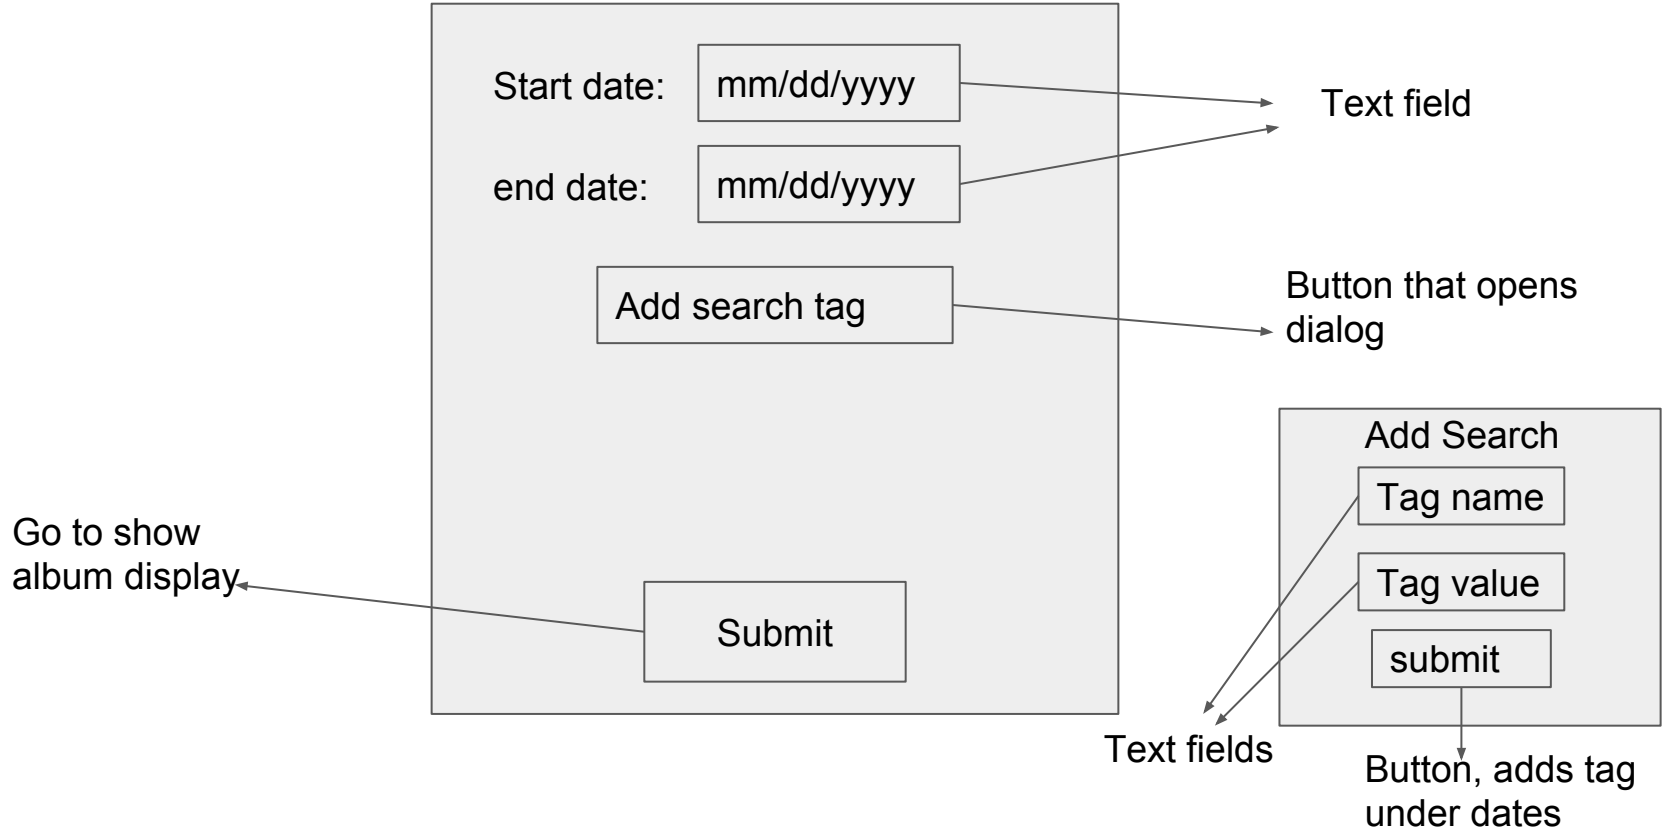 Start date:
mm/dd/yyyy
Text field
end date:
mm/dd/yyyy
Add search tag
Button that opens
dialog
Add Search
Tag name
Tag value
submit
Go to show
album display
Submit
Text fields
Button, adds tag
under dates